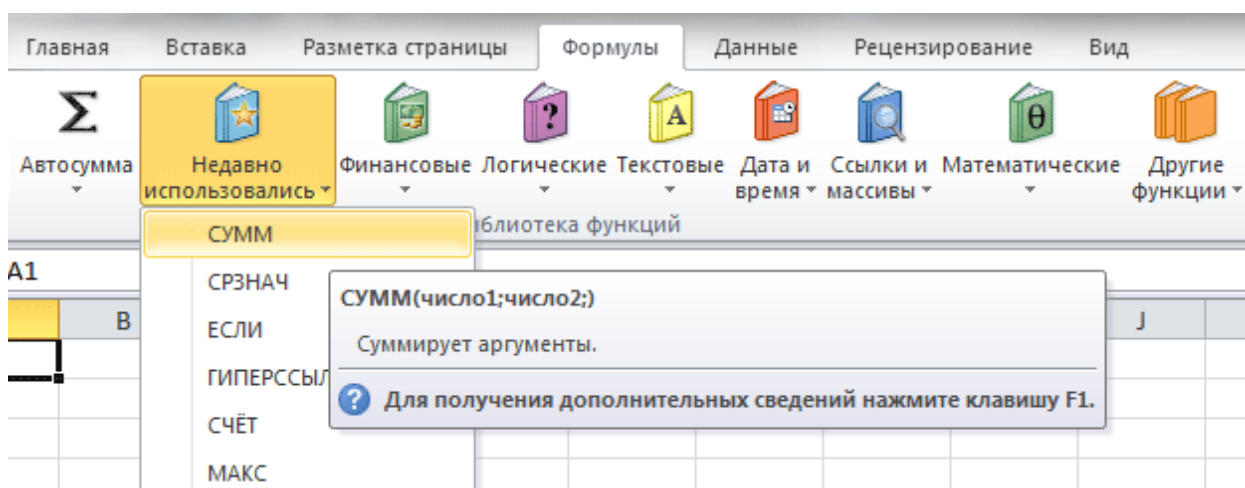 Главная Вставка Разметка страницы Формулы Данные Рецензирование Вид
Автосумма Недавно использовались Финансовые Логические Текстовые Дата и время Ссылки и массивы Математические Другие функции
иблиотека функций
СУММ
A1
СРЗНАЧ
СУММ(число1;число2;)
B
J
ЕСЛИ
Суммирует аргументы.
ГИПЕРССЫЛ
Для получения дополнительных сведений нажмите клавишу F1.
СЧЁТ
МАКС